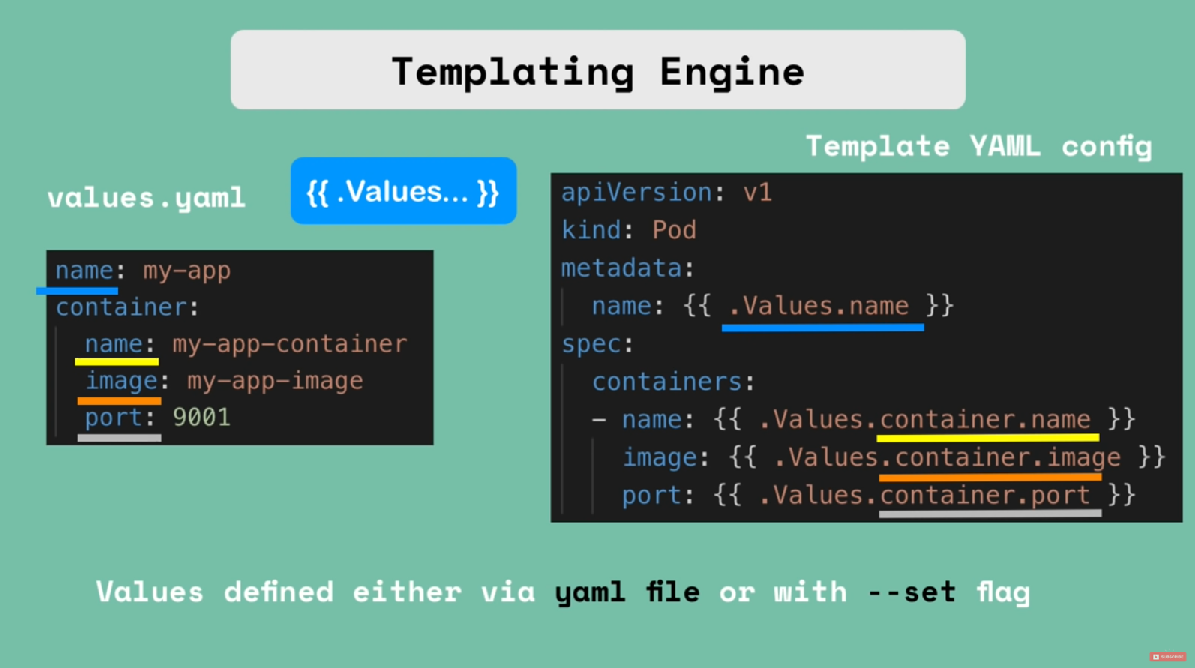 Templating Engine
Template YAML config
values.yaml
{{ .Values... }}
name: my-app
container:
name: my-app-container
image: my-app-image
port: 9001
apiVersion: v1
kind: Pod
metadata:
name: {{ .Values.name }}
spec:
containers:
- name: {{ .Values.container.name }}
image: {{ .Values.container.image }}
port: {{ .Values.container.port }}
Values defined either via yaml file or with --set flag
SUBSCRIBE